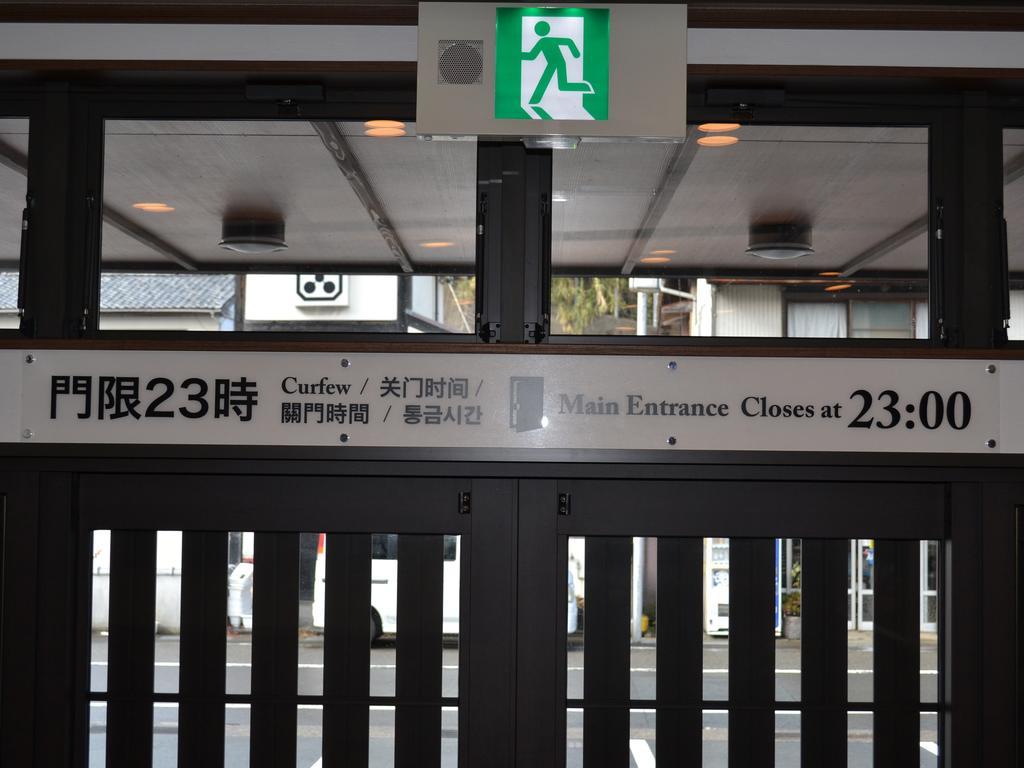 門限23時
Curfew / 关门时间 /
關門時間 / 통금시간
Main Entrance Closes at 23:00